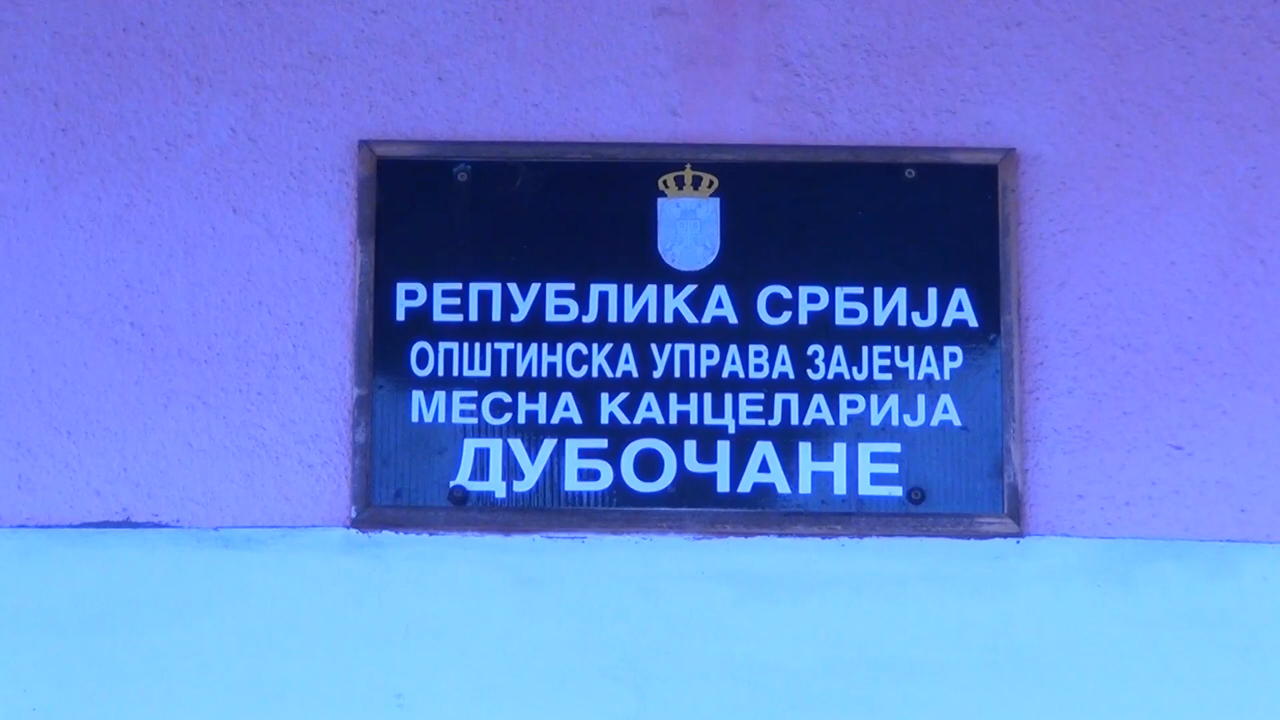 РЕПУБЛИКА СРБИЈА
ОПШТИНСКА УПРАВА ЗАЈЕЧАР
МЕСНА КАНЦЕЛАРИЈА
ДУБОЧАНЕ